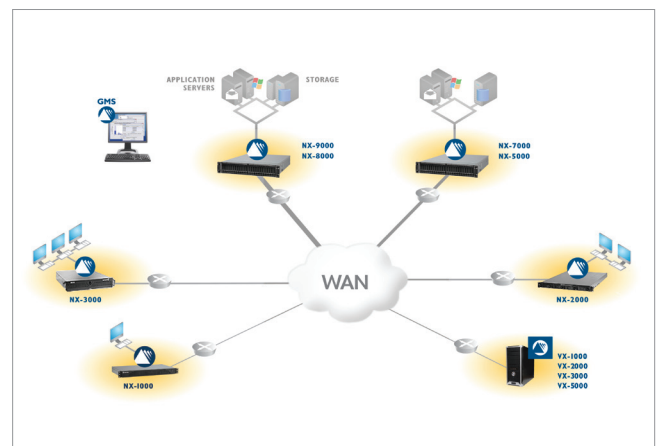 APPLICATION
SERVERS
STORAGE
GMS
NX-9000
NX-8000
NX-7000
NX-5000
NX-3000
WAN
NX-2000
NX-1000
VX-1000
VX-2000
VX-3000
VX-5000